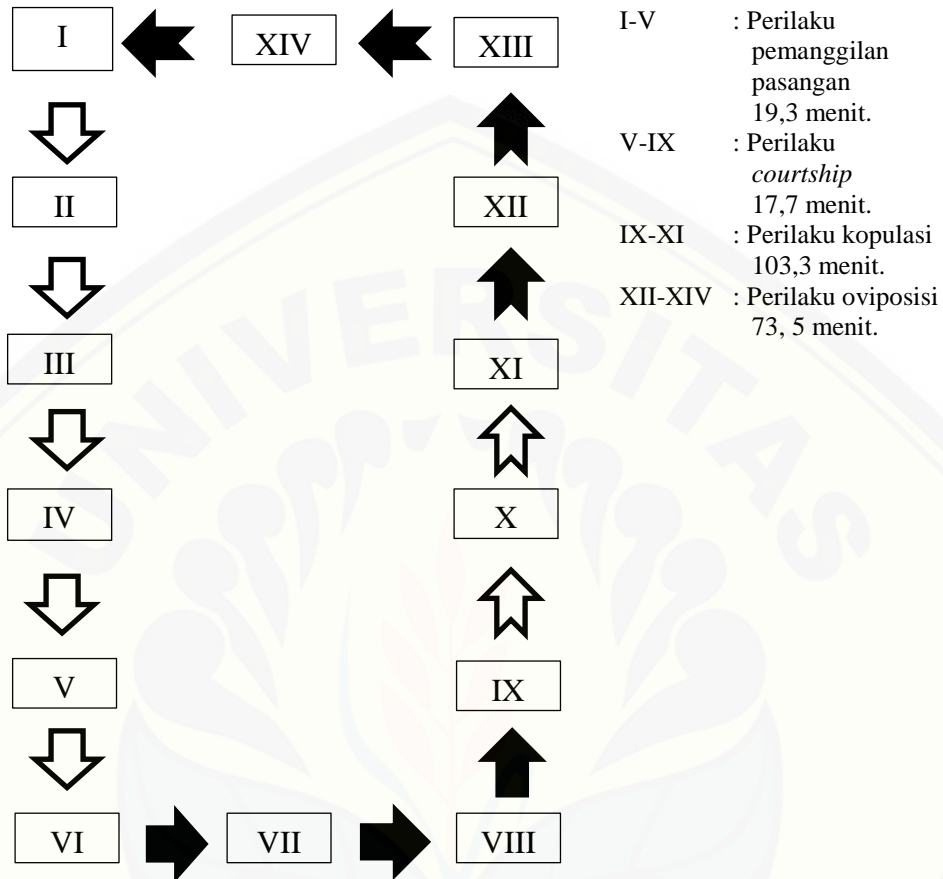 I
XIV
XIII
II
XII
III
XI
IV
X
V
IX
VI
VII
VIII
I-V : Perilaku
pemanggilan
pasangan
19,3 menit.
V-IX : Perilaku
courtship
17,7 menit.
IX-XI : Perilaku kopulasi
103,3 menit.
XII-XIV : Perilaku oviposisi
73, 5 menit.
UNIVERSITAS